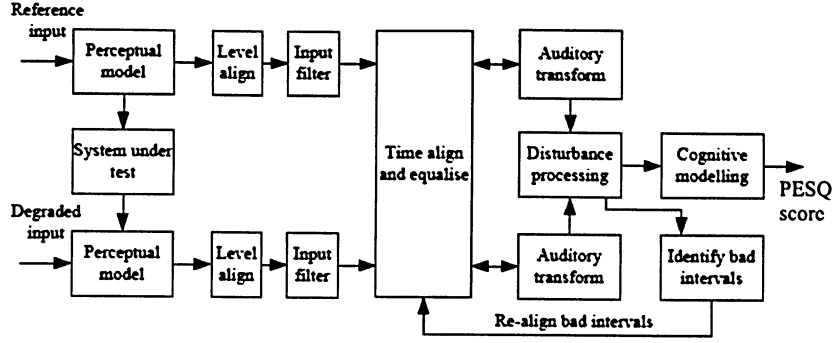 Reference
input
Perceptual
model
Level
align
Input
filter
Auditory
transform
System under
test
Time align
and equalise
Disturbance
processing
Cognitive
modelling
PESQ
score
Degraded
input
Perceptual
model
Level
align
Input
filter
Auditory
transform
Identify bad
intervals
Re-align bad intervals